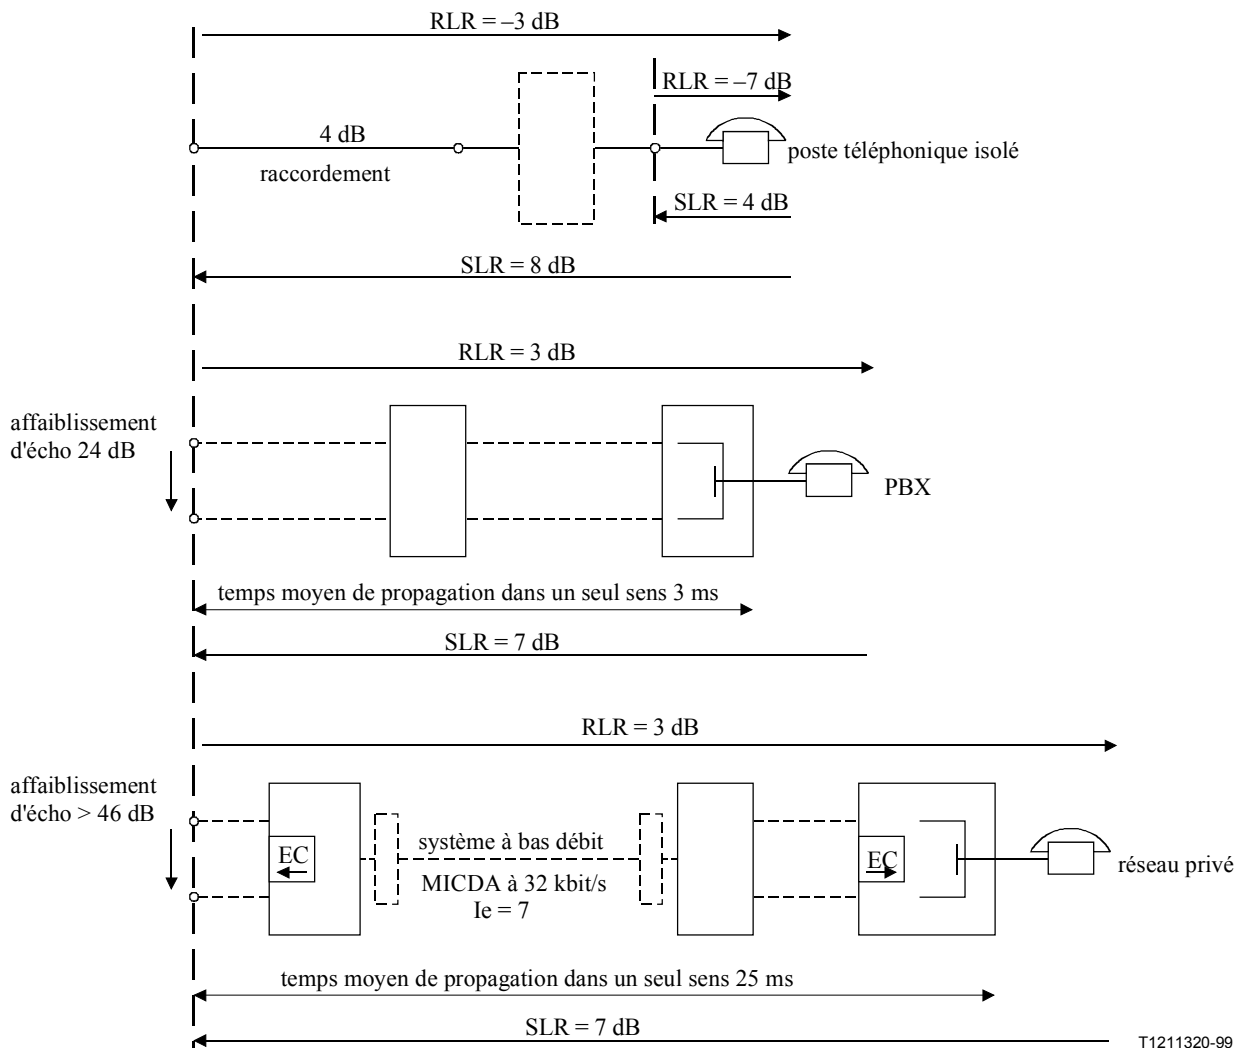 RLR = –3 dB
RLR = –7 dB
4 dB
raccordement
poste téléphonique isolé
SLR = 4 dB
SLR = 8 dB
RLR = 3 dB
affaiblissement
d'écho 24 dB
PBX
temps moyen de propagation dans un seul sens 3 ms
SLR = 7 dB
RLR = 3 dB
affaiblissement
d'écho > 46 dB
EC
système à bas débit
MICDA à 32 kbit/s
Ie = 7
EC
réseau privé
temps moyen de propagation dans un seul sens 25 ms
SLR = 7 dB
T1211320-99